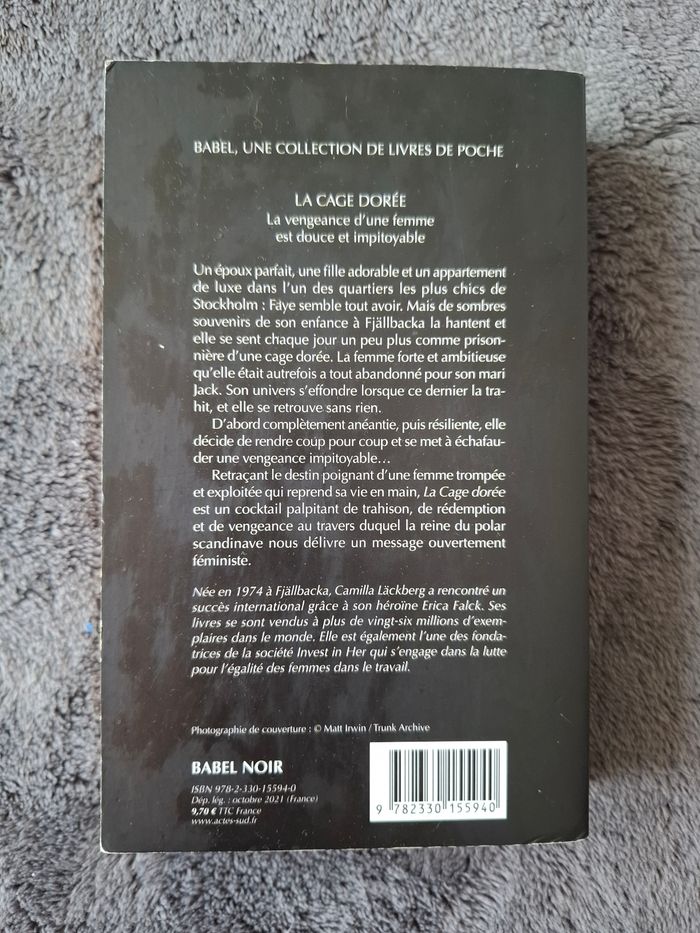 BABEL, UNE COLLECTION DE LIVRES DE POCHE
LA CAGE DORÉE
La vengeance d'une femme
est douce et impitoyable
Un époux parfait, une fille adorable et un appartement
de luxe dans l'un des quartiers les plus chics de
Stockholm : Faye semble tout avoir. Mais de sombres
souvenirs de son enfance à Fjällbacka la hantent et
elle se sent chaque jour un peu plus comme prison-
nière d'une cage dorée. La femme forte et ambitieuse
qu'elle était autrefois a tout abandonné pour son mari
Jack. Son univers s'effondre lorsque ce dernier la tra-
hit, et elle se retrouve sans rien.
D'abord complètement anéantie, puis résiliente, elle
décide de rendre coup pour coup et se met à échafau-
der une vengeance impitoyable…
Retraçant le destin poignant d'une femme trompée
et exploitée qui reprend sa vie en main, La Cage dorée
est un cocktail palpitant de trahison, de rédemption
et de vengeance au travers duquel la reine du polar
scandinave nous délivre un message ouvertement
féministe.
Née en 1974 à Fjällbacka, Camilla Läckberg a rencontré un
succès international grâce à son héroïne Erica Falck. Ses
livres se sont vendus à plus de vingt-six millions d'exem-
plaires dans le monde. Elle est également l'une des fonda-
trices de la société Invest in Her qui s'engage dans la lutte
pour l'égalité des femmes dans le travail.
Photographie de couverture : © Matt Irwin / Trunk Archive
BABEL NOIR
ISBN 978-2-330-15594-0
Dép. lég. : octobre 2021 (France)
9,70 € TTC France
www.actes-sud.fr
9 782330 155940